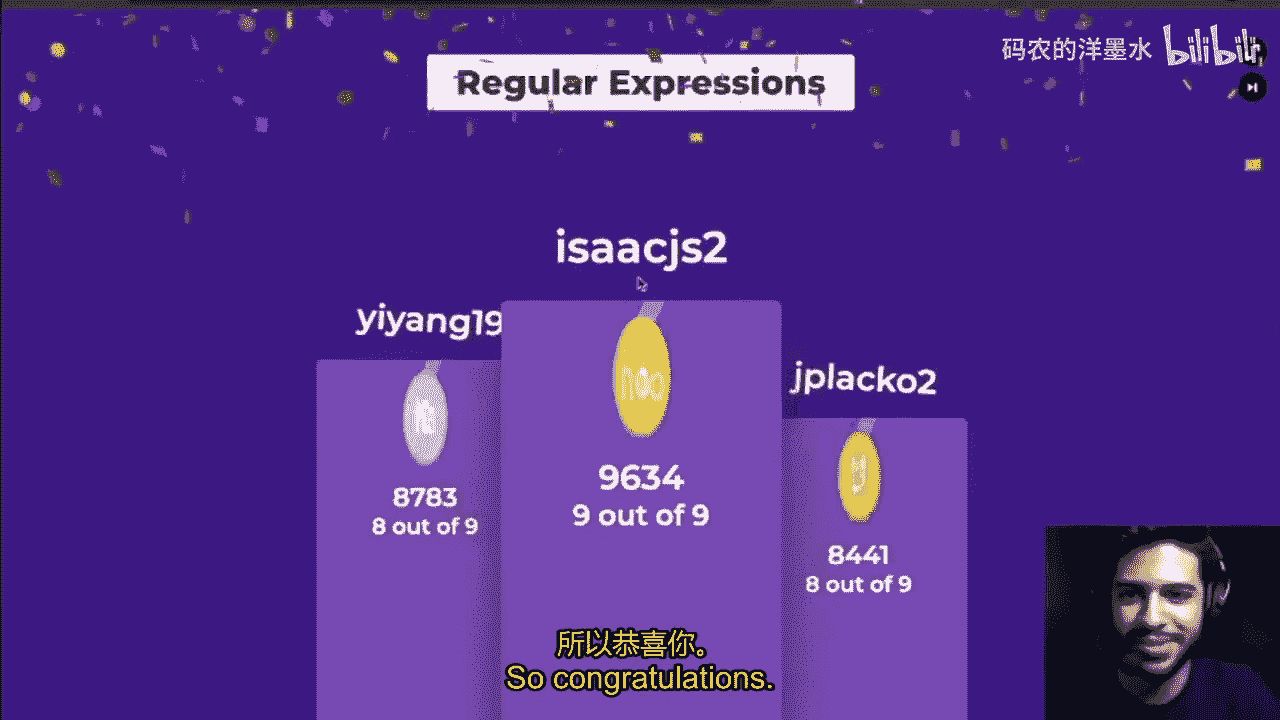 码农的洋墨水 bilibili
Regular Expressions
isaacjs2
yiyang19
jplacko2
9634
9 out of 9
8783
8 out of 9
8441
8 out of 9
所以恭喜你。
So congratulations.